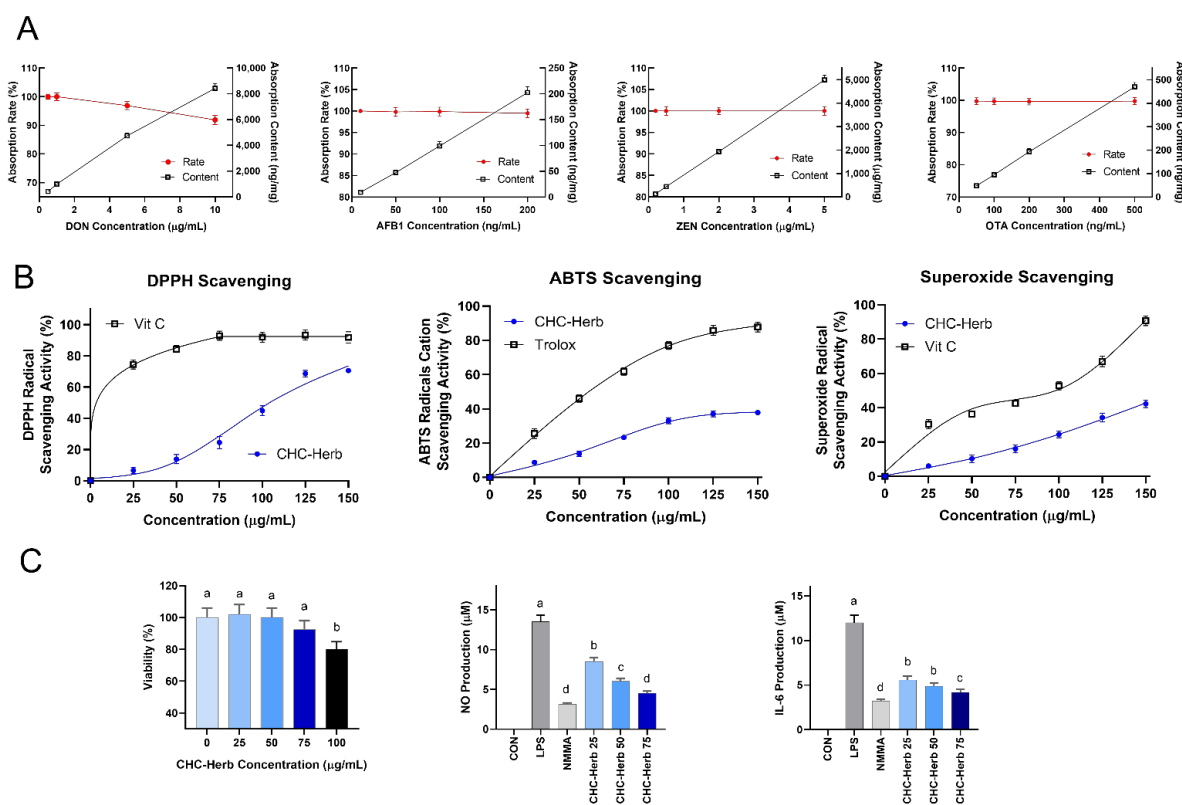 A
Absorption Rate (%)
110
100
90
80
70
0 2 4 6 8 10
DON Concentration (μg/mL)
10,000
8,000
6,000
4,000
2,000
0
Absorption Content (ng/mg)
Rate
Content
Absorption Rate (%)
110
105
100
95
90
85
80
0 50 100 150 200
AFB1 Concentration (ng/mL)
250
200
150
100
50
0
Absorption Content (ng/mg)
Rate
Content
Absorption Rate (%)
110
105
100
95
90
85
80
0 1 2 3 4 5
ZEN Concentration (μg/mL)
5,000
4,000
3,000
2,000
1,000
0
Absorption Content (μg/mg)
Rate
Content
Absorption Rate (%)
110
100
90
80
70
0 100 200 300 400 500
OTA Concentration (ng/mL)
500
400
300
200
100
0
Absorption Content (ng/mg)
Rate
Content
B
DPPH Scavenging
DPPH Radical
Scavenging Activity (%)
100
80
60
40
20
0
0 25 50 75 100 125 150
Concentration (μg/mL)
Vit C
CHC-Herb
ABTS Scavenging
ABTS Radicals Cation
Scavenging Activity (%)
100
80
60
40
20
0
0 25 50 75 100 125 150
Concentration (μg/mL)
CHC-Herb
Trolox
Superoxide Scavenging
Superoxide Radical
Scavenging Activity (%)
100
80
60
40
20
0
0 25 50 75 100 125 150
Concentration (μg/mL)
CHC-Herb
Vit C
C
Viability (%)
120
100
80
60
40
a a a a b
0 25 50 75 100
CHC-Herb Concentration (μg/mL)
NO Production (μM)
15
10
5
0
a
d
b
c
d
CON
LPS
NMMA
CHC-Herb 25
CHC-Herb 50
CHC-Herb 75
IL-6 Production (μM)
15
10
5
0
a
d
b
b
c
CON
LPS
NMMA
CHC-Herb 25
CHC-Herb 50
CHC-Herb 75